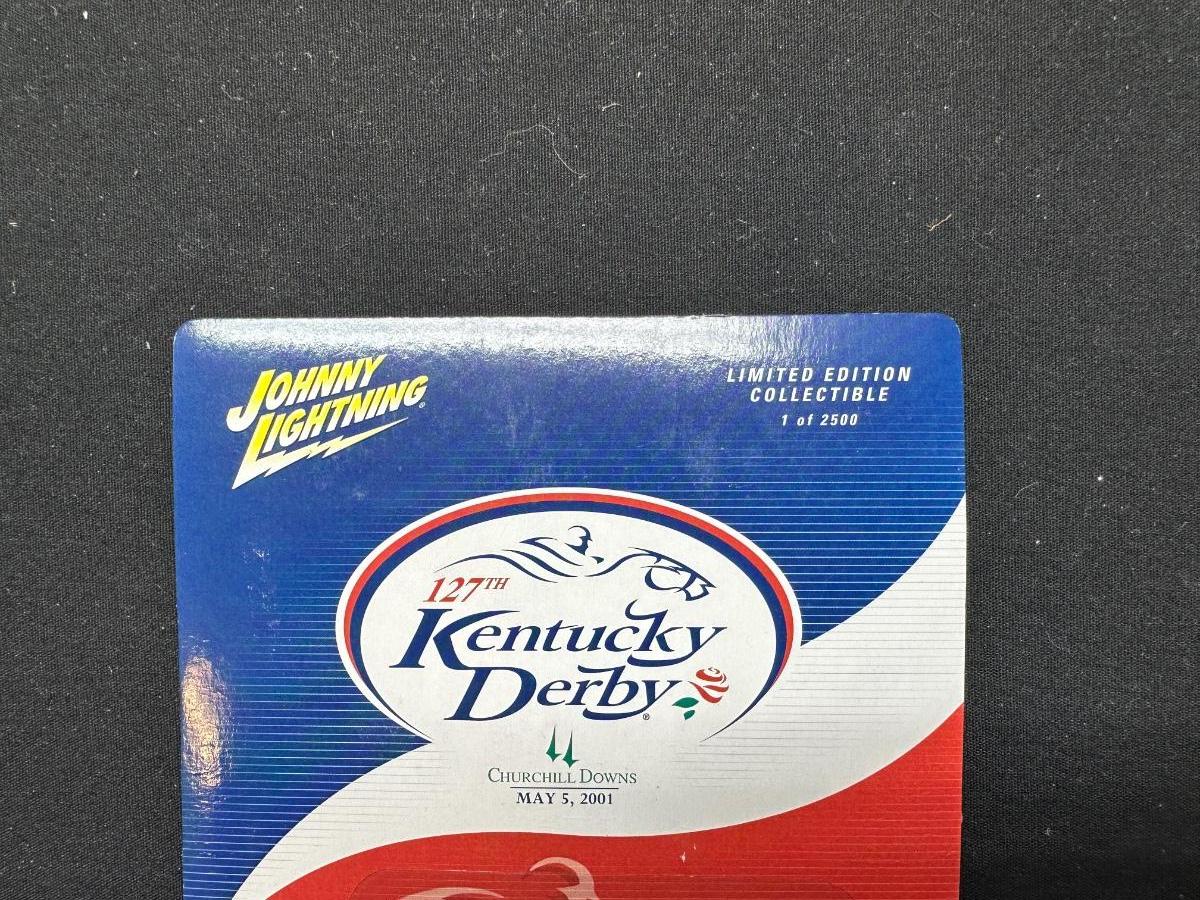 JOHNNY
LIGHTNING®
LIMITED EDITION
COLLECTIBLE
1 of 2500
127TH
Kentucky
Derby®
CHURCHILL DOWNS
MAY 5, 2001